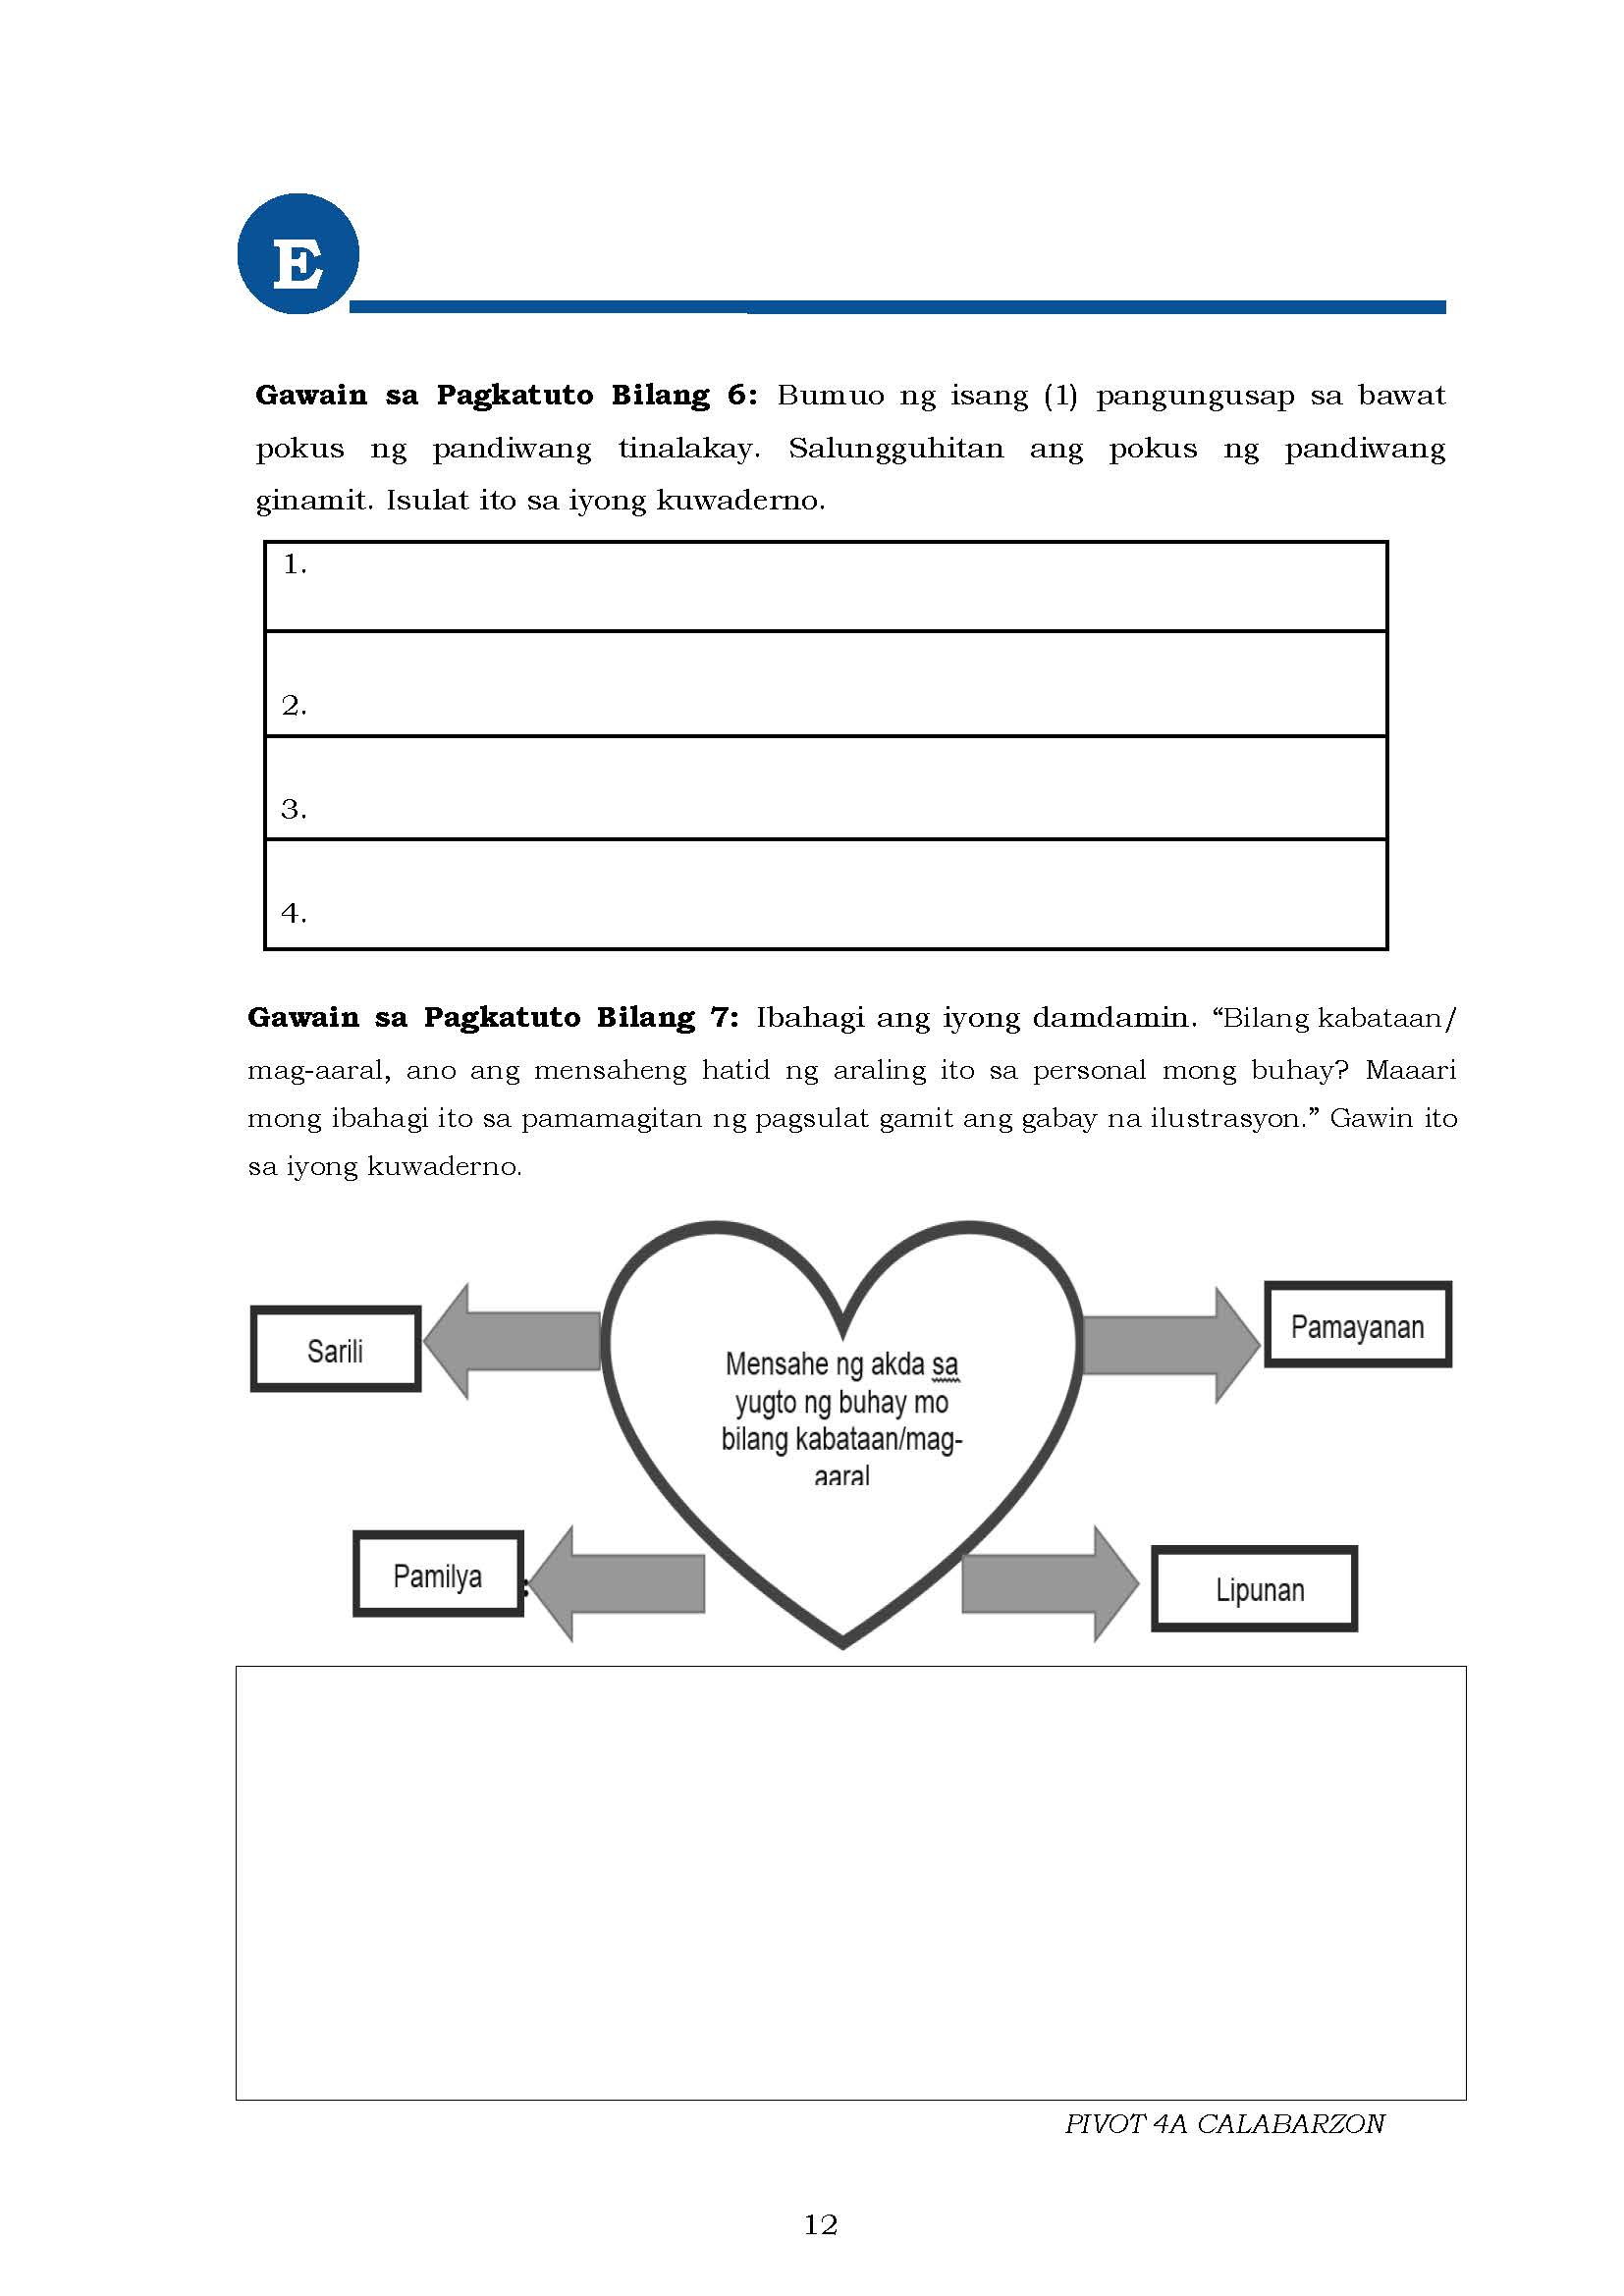 E
Gawain sa Pagkatuto Bilang 6: Bumuo ng isang (1) pangungusap sa bawat
pokus ng pandiwang tinalakay. Salungguhitan ang pokus ng pandiwang
ginamit. Isulat ito sa iyong kuwaderno.
1.
2.
3.
4.
Gawain sa Pagkatuto Bilang 7: Ibahagi ang iyong damdamin. “Bilang kabataan/
mag-aaral, ano ang mensaheng hatid ng araling ito sa personal mong buhay? Maaari
mong ibahagi ito sa pamamagitan ng pagsulat gamit ang gabay na ilustrasyon.” Gawin ito
sa iyong kuwaderno.
Sarili
Mensahe ng akda sa
yugto ng buhay mo
bilang kabataan/mag-
aaral
Pamayanan
Pamilya
:
Lipunan
PIVOT 4A CALABARZON
12